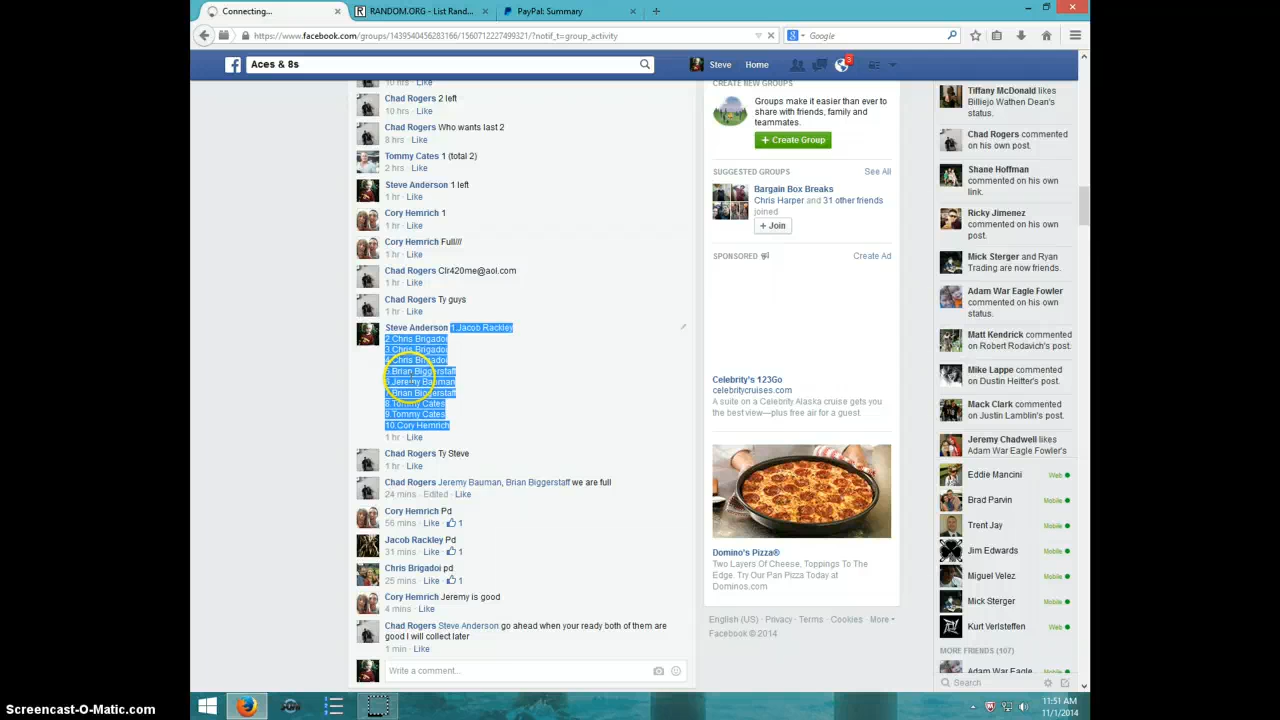 Connecting...
RANDOM.ORG - List Rand...
PayPal: Summary
https://www.facebook.com/groups/1439540456283166/1560712227499321/?notif_t=group_activity
Google
Aces & 8s
Steve
Home
3
10 hrs · Like
Chad Rogers 2 left
10 hrs · Like
Chad Rogers Who wants last 2
8 hrs · Like
Tommy Cates 1 (total 2)
2 hrs · Like
Steve Anderson 1 left
1 hr · Like
Cory Hemrich 1
1 hr · Like
Cory Hemrich Full///
1 hr · Like
Chad Rogers Clr420me@aol.com
1 hr · Like
Chad Rogers Ty guys
1 hr · Like
Steve Anderson 1.Jacob Rackley
2.Chris Brigadoi
3.Chris Brigadoi
4.Chris Brigadoi
5.Brian Biggerstaff
6.Jeremy Bauman
7.Brian Biggerstaff
8.Tommy Cates
9.Tommy Cates
10.Cory Hemrich
1 hr · Like
Chad Rogers Ty Steve
1 hr · Like
Chad Rogers Jeremy Bauman, Brian Biggerstaff we are full
24 mins · Edited · Like
Cory Hemrich Pd
56 mins · Like · 1
Jacob Rackley Pd
31 mins · Like · 1
Chris Brigadoi pd
25 mins · Like · 1
Cory Hemrich Jeremy is good
4 mins · Like
Chad Rogers Steve Anderson go ahead when your ready both of them are
good I will collect later
1 min · Like
Write a comment...
CREATE NEW GROUPS
Groups make it easier than ever
to share with friends, family and
teammates.
+ Create Group
SUGGESTED GROUPS
See All
Bargain Box Breaks
Chris Harper and 31 other friends
joined
+ Join
SPONSORED
Create Ad
Celebrity's 123Go
celebritycruises.com
A suite on a Celebrity Alaska cruise gets you
the best view—plus free air for a guest.
Domino's Pizza®
Two Layers Of Cheese, Toppings To The
Edge. Try Our Pan Pizza Today at
Dominos.com
English (US) · Privacy · Terms · Cookies · More
Facebook © 2014
Tiffany McDonald likes
Billiejo Wathen Dean's
status.
Chad Rogers commented
on his own post.
Shane Hoffman
commented on his own
link.
Ricky Jimenez
commented on his own
post.
Mick Sterger and Ryan
Trading are now friends.
Adam War Eagle Fowler
commented on his own
post.
Matt Kendrick commented
on Robert Rodavich's post.
Mike Lappe commented
on Dustin Heitter's post.
Mack Clark commented
on Justin Lamblin's post.
Jeremy Chadwell likes
Adam War Eagle Fowler's
Eddie Mancini Web
Brad Parvin Mobile
Trent Jay Mobile
Jim Edwards Mobile
Miguel Velez Mobile
Mick Sterger Mobile
Kurt Verlsteffen Web
MORE FRIENDS (107)
Adam War Eagle
Search
11:51 AM
11/1/2014
Screencast-O-Matic.com